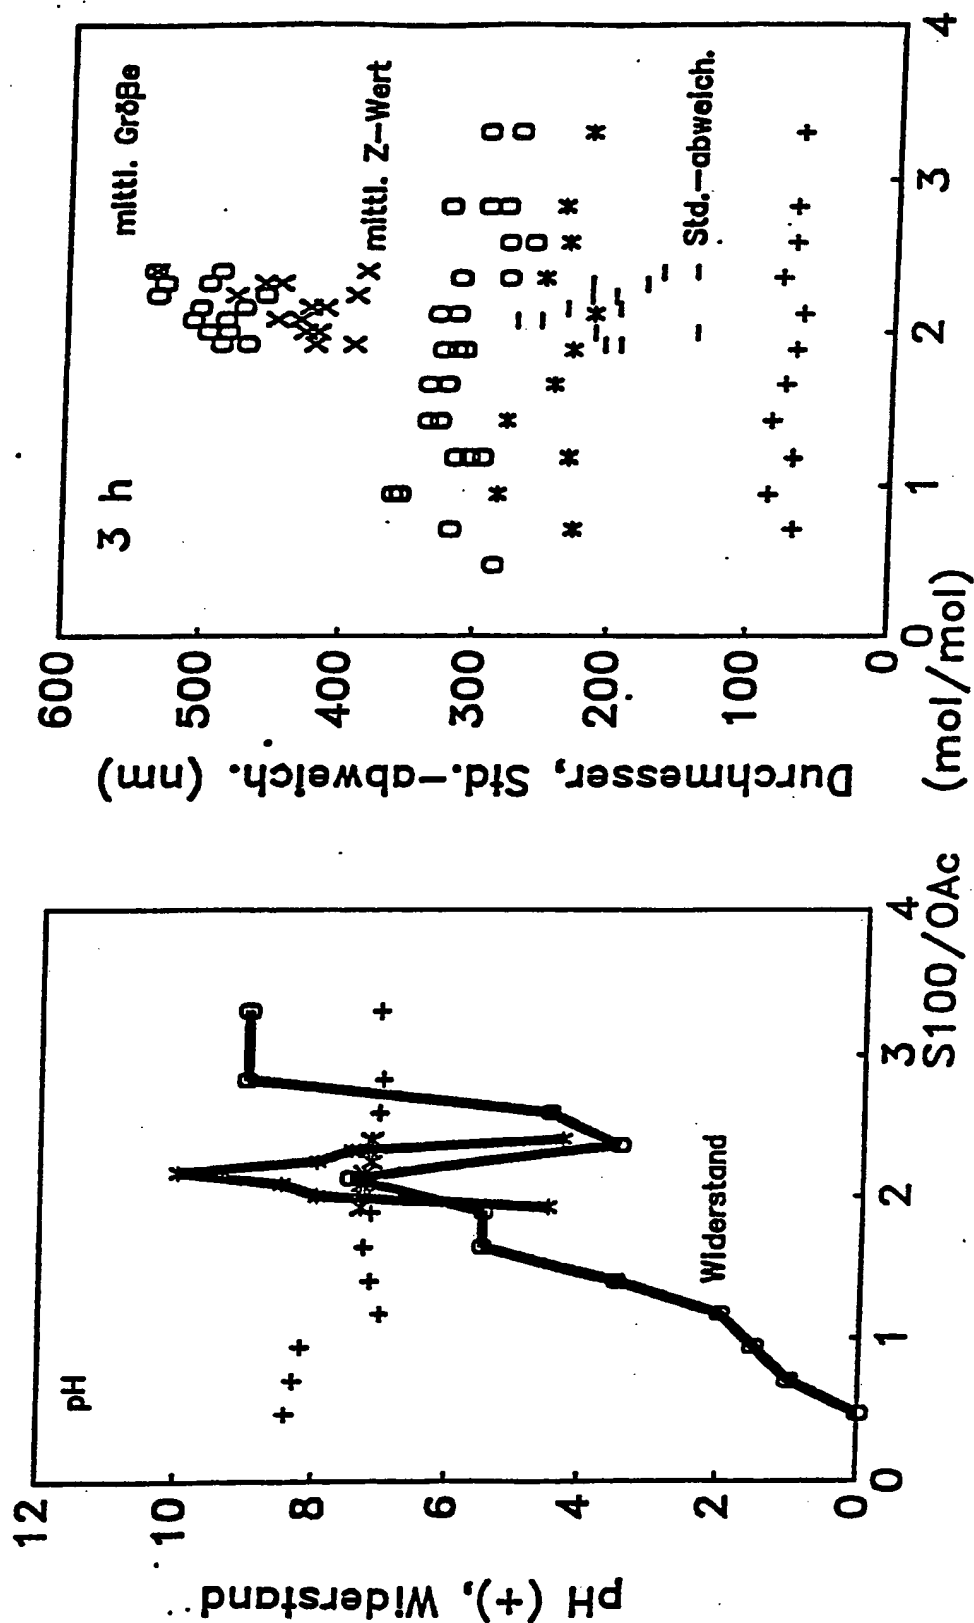 pH (+), Widerstand
12
10
8
6
4
2
0
pH
Widerstand
0
1
2
3
4
S100/OAc (mol/mol)
Durchmesser, Std.-abweich. (nm)
600
500
400
300
200
100
0
3 h
mittl. Größe
mittl. Z-Wert
Std.-abweich.
0
1
2
3
4